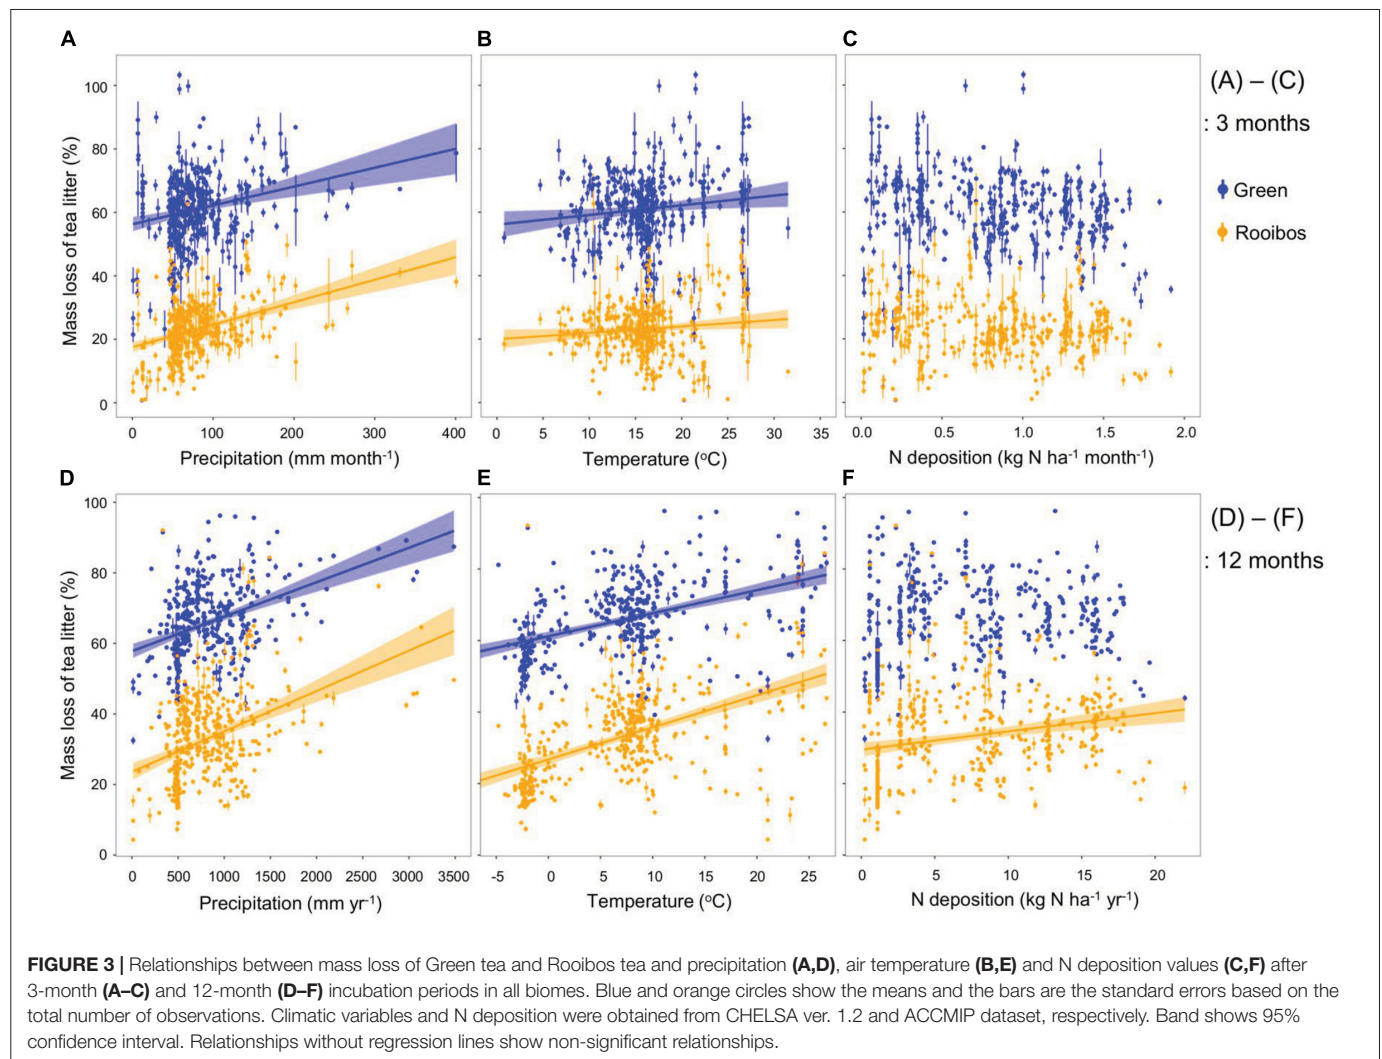 A
B
C
Mass loss of tea litter (%)
100
80
60
40
20
0
0 100 200 300 400
Precipitation (mm month⁻¹)
0 5 10 15 20 25 30 35
Temperature (°C)
0.0 0.5 1.0 1.5 2.0
N deposition (kg N ha⁻¹ month⁻¹)
(A) – (C)
: 3 months
Green
Rooibos
D
E
F
Mass loss of tea litter (%)
100
80
60
40
20
0
0 500 1000 1500 2000 2500 3000 3500
Precipitation (mm yr⁻¹)
-5 0 5 10 15 20 25
Temperature (°C)
0 5 10 15 20
N deposition (kg N ha⁻¹ yr⁻¹)
(D) – (F)
: 12 months
FIGURE 3 | Relationships between mass loss of Green tea and Rooibos tea and precipitation (A,D), air temperature (B,E) and N deposition values (C,F) after
3-month (A–C) and 12-month (D–F) incubation periods in all biomes. Blue and orange circles show the means and the bars are the standard errors based on the
total number of observations. Climatic variables and N deposition were obtained from CHELSA ver. 1.2 and ACCMIP dataset, respectively. Band shows 95%
confidence interval. Relationships without regression lines show non-significant relationships.